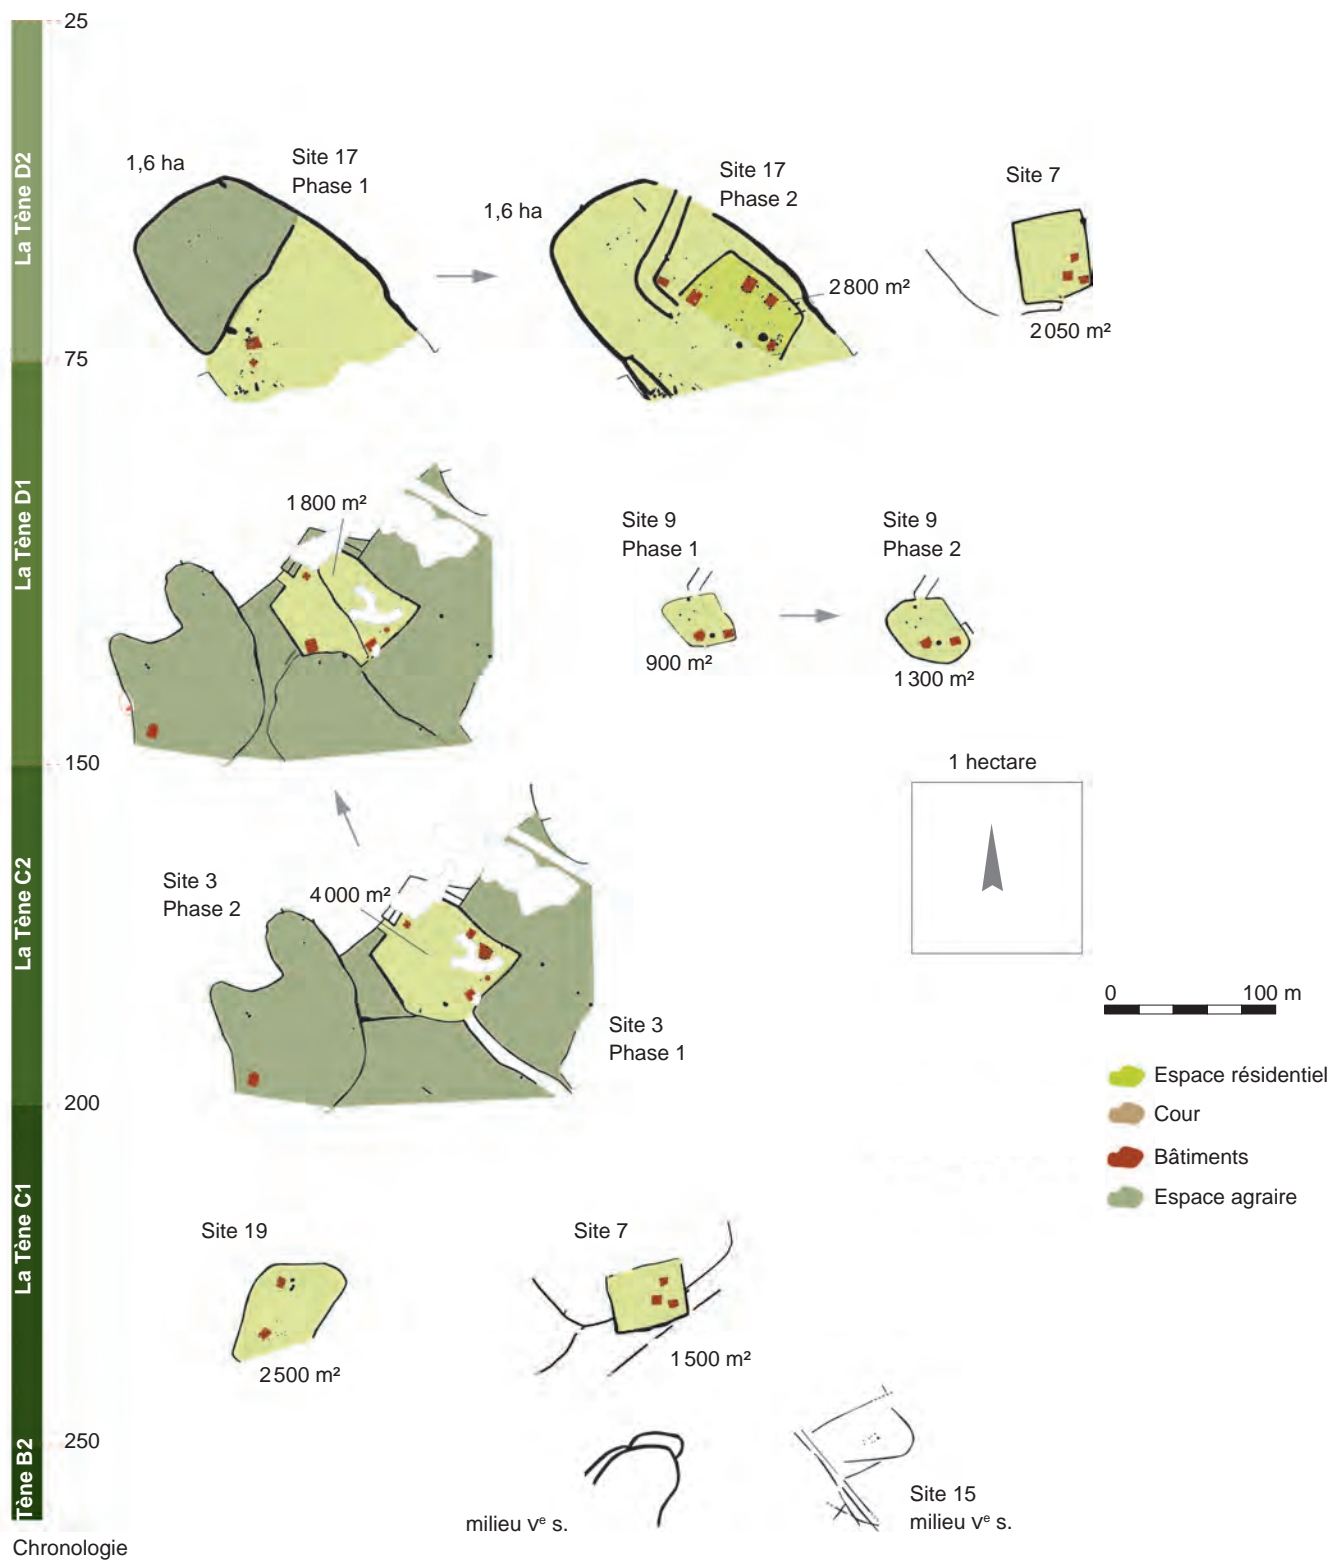 25
La Tène D2
1,6 ha
Site 17
Phase 1
1,6 ha
Site 17
Phase 2
2 800 m²
Site 7
2 050 m²
75
La Tène D1
1 800 m²
Site 9
Phase 1
900 m²
Site 9
Phase 2
1 300 m²
150
1 hectare
La Tène C2
Site 3
Phase 2
4 000 m²
Site 3
Phase 1
0
100 m
Espace résidentiel
Cour
Bâtiments
Espace agraire
200
La Tène C1
Site 19
2 500 m²
Site 7
1 500 m²
250
Tène B2
milieu Vᵉ s.
Site 15
milieu Vᵉ s.
Chronologie